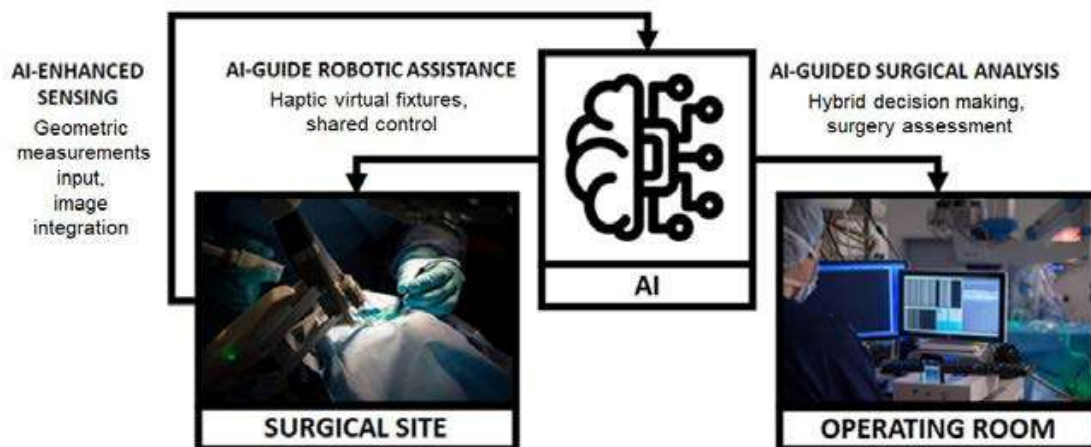 AI-ENHANCED
SENSING
Geometric
measurements
input,
image
integration
AI-GUIDE ROBOTIC ASSISTANCE
Haptic virtual fixtures,
shared control
AI-GUIDED SURGICAL ANALYSIS
Hybrid decision making,
surgery assessment
AI
SURGICAL SITE
OPERATING ROOM